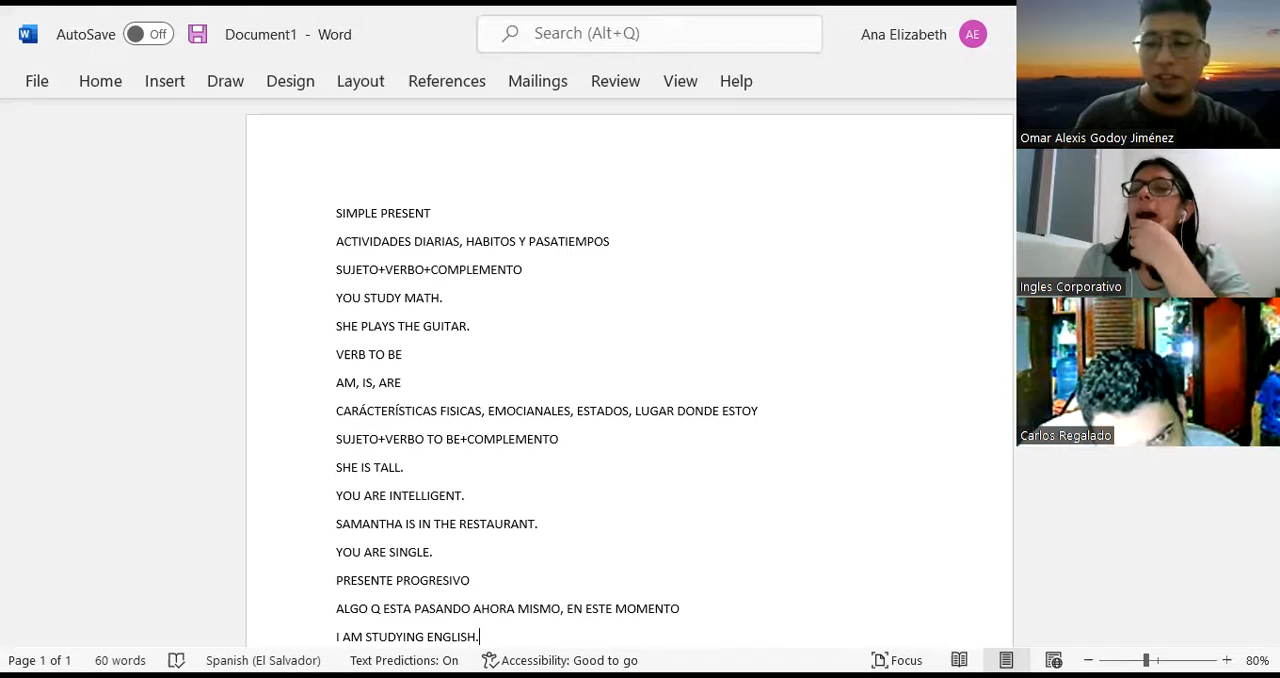 AutoSave Off Document1 - Word Search (Alt+Q) Ana Elizabeth AE
File Home Insert Draw Design Layout References Mailings Review View Help
SIMPLE PRESENT
ACTIVIDADES DIARIAS, HABITOS Y PASATIEMPOS
SUJETO+VERBO+COMPLEMENTO
YOU STUDY MATH.
SHE PLAYS THE GUITAR.
VERB TO BE
AM, IS, ARE
CARÁCTERÍSTICAS FISICAS, EMOCIANALES, ESTADOS, LUGAR DONDE ESTOY
SUJETO+VERBO TO BE+COMPLEMENTO
SHE IS TALL.
YOU ARE INTELLIGENT.
SAMANTHA IS IN THE RESTAURANT.
YOU ARE SINGLE.
PRESENTE PROGRESIVO
ALGO Q ESTA PASANDO AHORA MISMO, EN ESTE MOMENTO
I AM STUDYING ENGLISH.
Page 1 of 1 60 words Spanish (El Salvador) Text Predictions: On Accessibility: Good to go Focus 80%
Omar Alexis Godoy Jiménez
Ingles Corporativo
Carlos Regalado